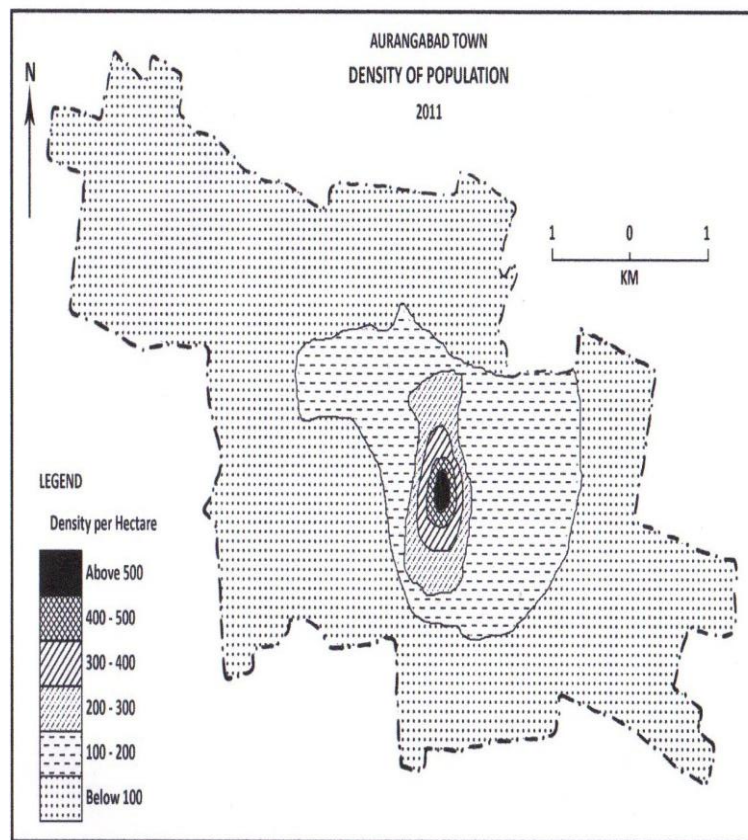 AURANGABAD TOWN
DENSITY OF POPULATION
2011
N
1 0 1
KM
LEGEND
Density per Hectare
Above 500
400 - 500
300 - 400
200 - 300
100 - 200
Below 100